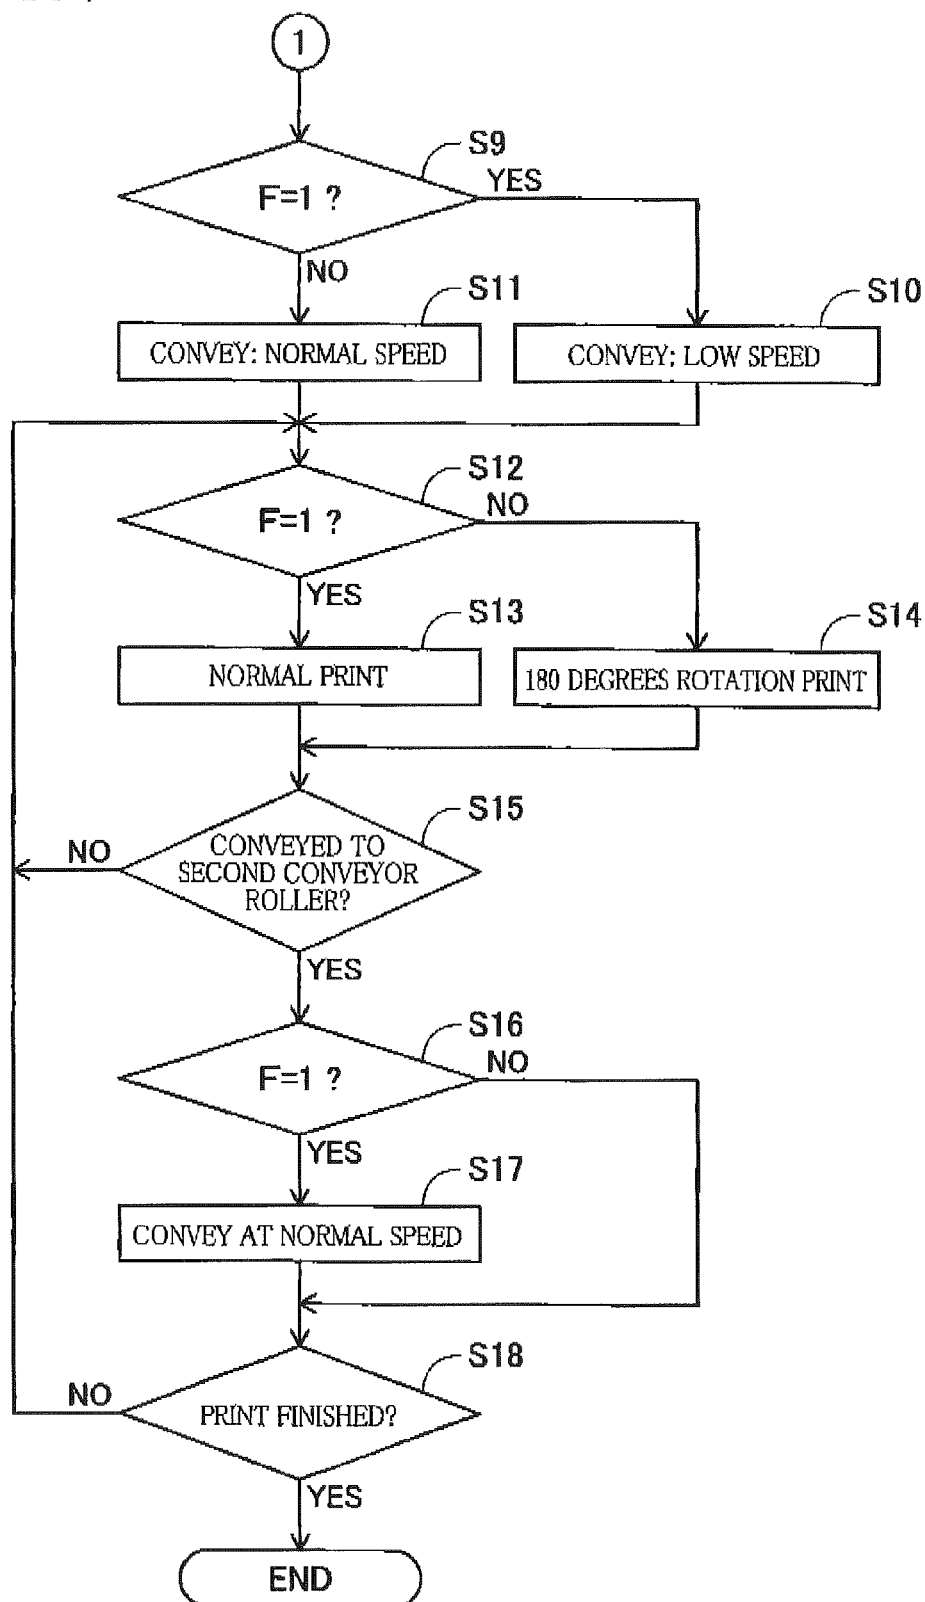 1
S9
F=1 ?
YES
NO
S11
S10
CONVEY: NORMAL SPEED
CONVEY: LOW SPEED
S12
F=1 ?
NO
YES
S13
S14
NORMAL PRINT
180 DEGREES ROTATION PRINT
S15
CONVEYED TO
SECOND CONVEYOR
ROLLER?
NO
YES
S16
F=1 ?
NO
YES
S17
CONVEY AT NORMAL SPEED
S18
PRINT FINISHED?
NO
YES
END